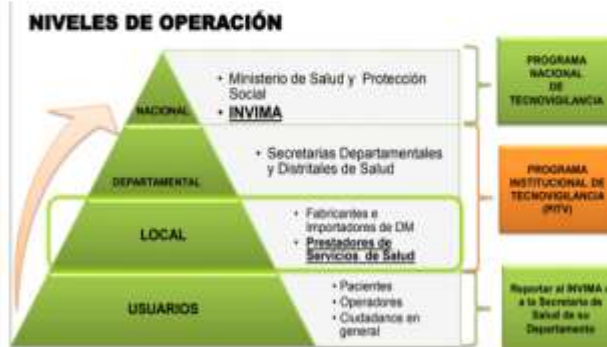 NIVELES DE OPERACIÓN
NACIONAL
• Ministerio de Salud y Protección
Social
• INVIMA
PROGRAMA
NACIONAL
DE
TECNOVIGILANCIA
DEPARTAMENTAL
• Secretarias Departamentales
y Distritales de Salud
PROGRAMA
INSTITUCIONAL DE
TECNOVIGILANCIA
(PITV)
LOCAL
• Fabricantes e
Importadores de DM
• Prestadores de
Servicios de Salud
USUARIOS
• Pacientes
• Operadores
• Ciudadanos en
general
Reportar al INVIMA o
a la Secretaria de
Salud de su
Departamento